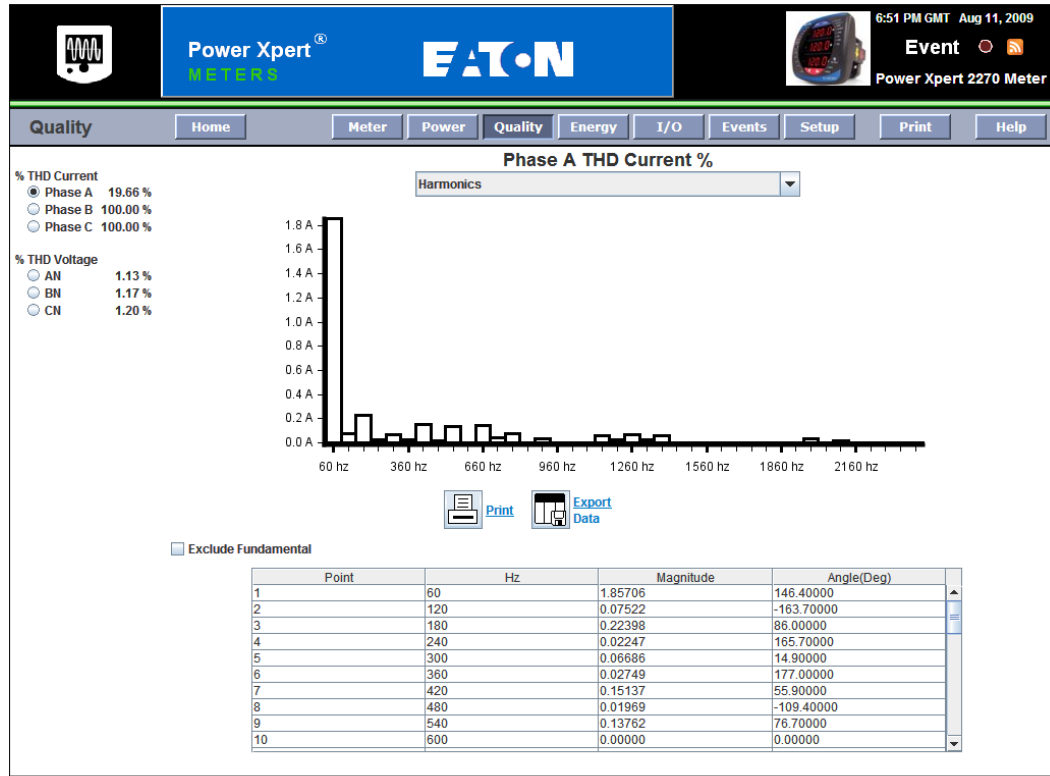 Power Xpert®
METERS
EATON
6:51 PM GMT Aug 11, 2009
Event
Power Xpert 2270 Meter
Quality Home Meter Power Quality Energy I/O Events Setup Print Help
Phase A THD Current %
Harmonics
% THD Current
Phase A 19.66 %
Phase B 100.00 %
Phase C 100.00 %
% THD Voltage
AN 1.13 %
BN 1.17 %
CN 1.20 %
1.8 A
1.6 A
1.4 A
1.2 A
1.0 A
0.8 A
0.6 A
0.4 A
0.2 A
0.0 A
60 hz 360 hz 660 hz 960 hz 1260 hz 1560 hz 1860 hz 2160 hz
Print
Export
Data
Exclude Fundamental
Point Hz Magnitude Angle(Deg)
1 60 1.85706 146.40000
2 120 0.07522 -163.70000
3 180 0.22398 86.00000
4 240 0.02247 165.70000
5 300 0.06686 14.90000
6 360 0.02749 177.00000
7 420 0.15137 55.90000
8 480 0.01969 -109.40000
9 540 0.13762 76.70000
10 600 0.00000 0.00000